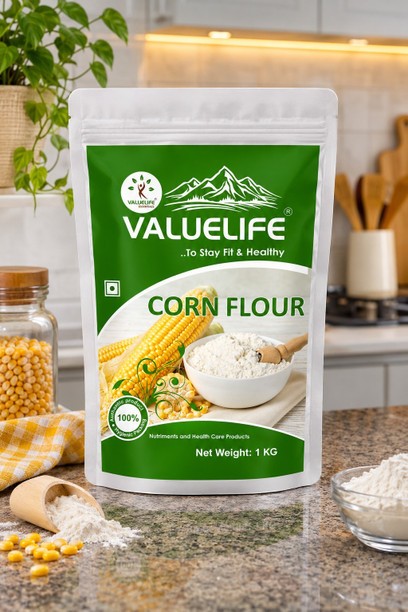 VALUELIFE
VALUELIFE®
..To Stay Fit & Healthy
CORN FLOUR
100%
Nutriments and Health Care Products
Net Weight: 1 KG